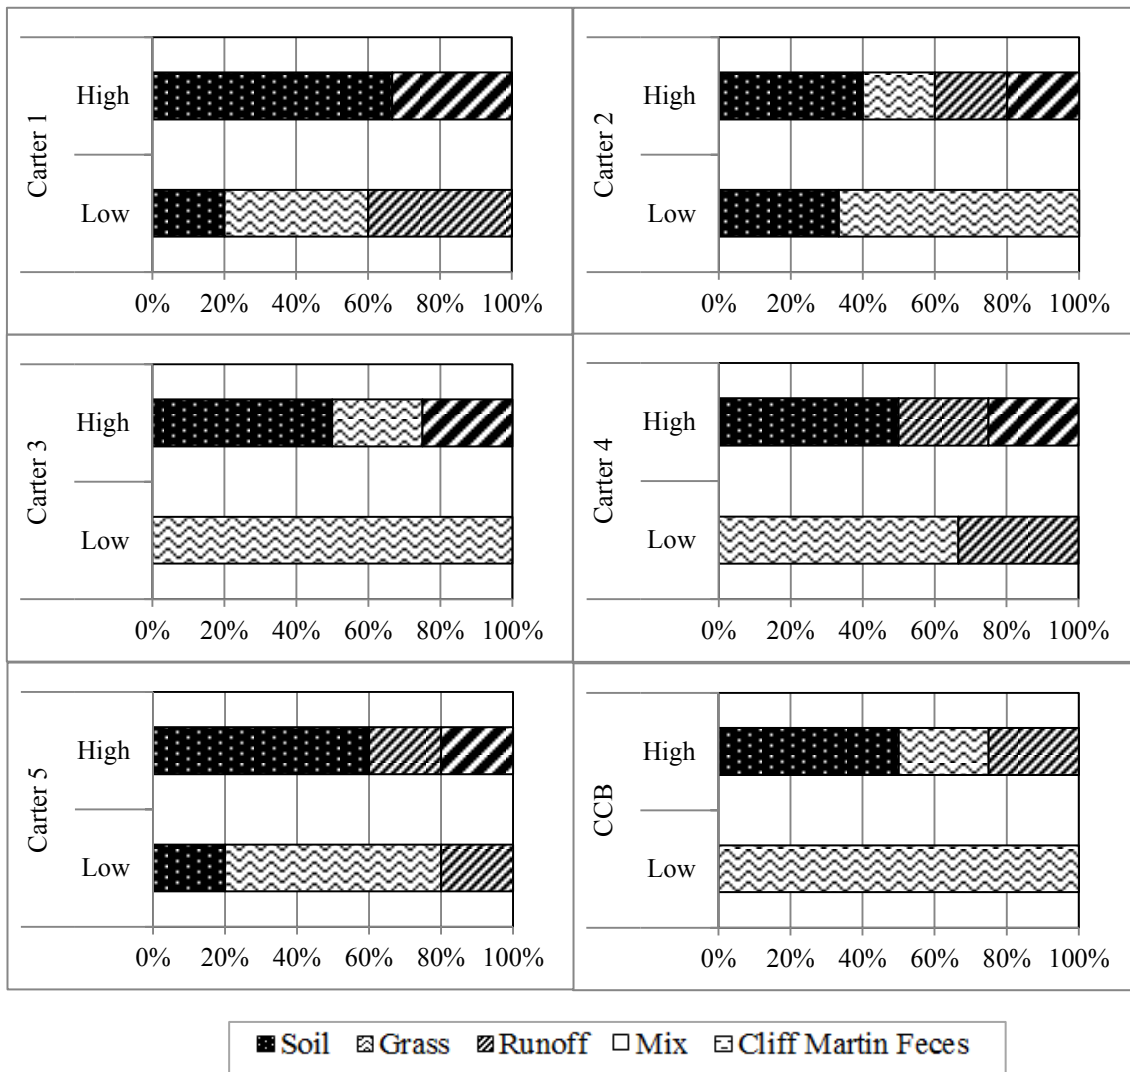 Carter 1
High
Low
0% 20% 40% 60% 80% 100%
Carter 2
High
Low
0% 20% 40% 60% 80% 100%
Carter 3
High
Low
0% 20% 40% 60% 80% 100%
Carter 4
High
Low
0% 20% 40% 60% 80% 100%
Carter 5
High
Low
0% 20% 40% 60% 80% 100%
CCB
High
Low
0% 20% 40% 60% 80% 100%
Soil Grass Runoff Mix Cliff Martin Feces